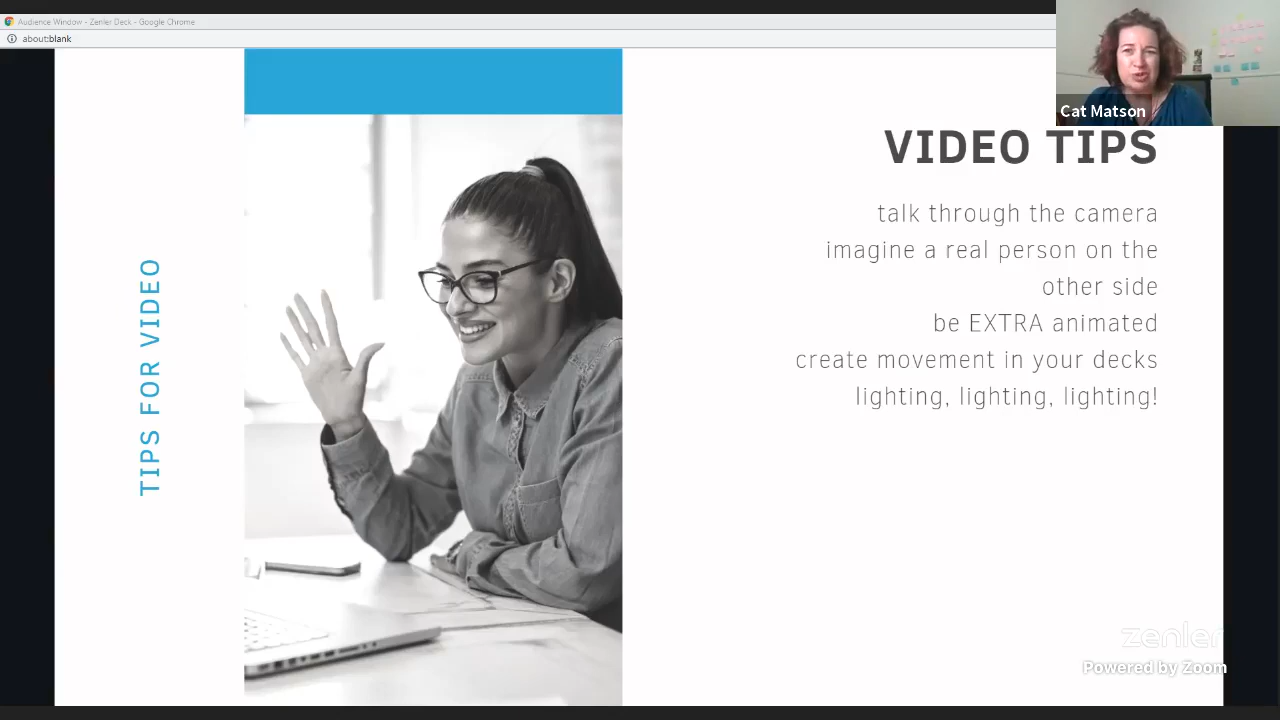 Audience Window - Zenler Deck - Google Chrome
about:blank
Cat Matson
VIDEO TIPS
talk through the camera
imagine a real person on the
other side
be EXTRA animated
create movement in your decks
lighting, lighting, lighting!
TIPS FOR VIDEO
zenler
Powered by Zoom